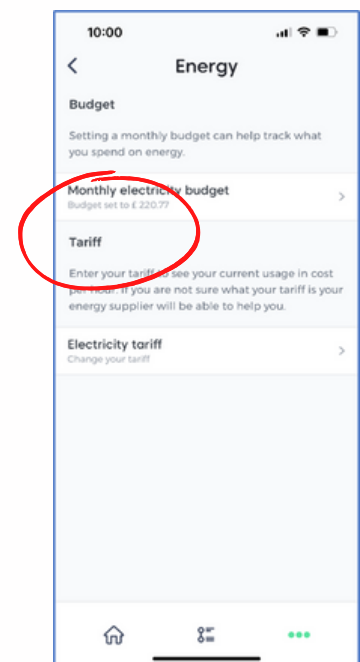 10:00
Energy
Budget
Setting a monthly budget can help track what
you spend on energy.
Monthly electricity budget
Budget set to £ 220.77
Tariff
Enter your tariff to see your current usage in cost
per hour. If you are not sure what your tariff is your
energy supplier will be able to help you.
Electricity tariff
Change your tariff